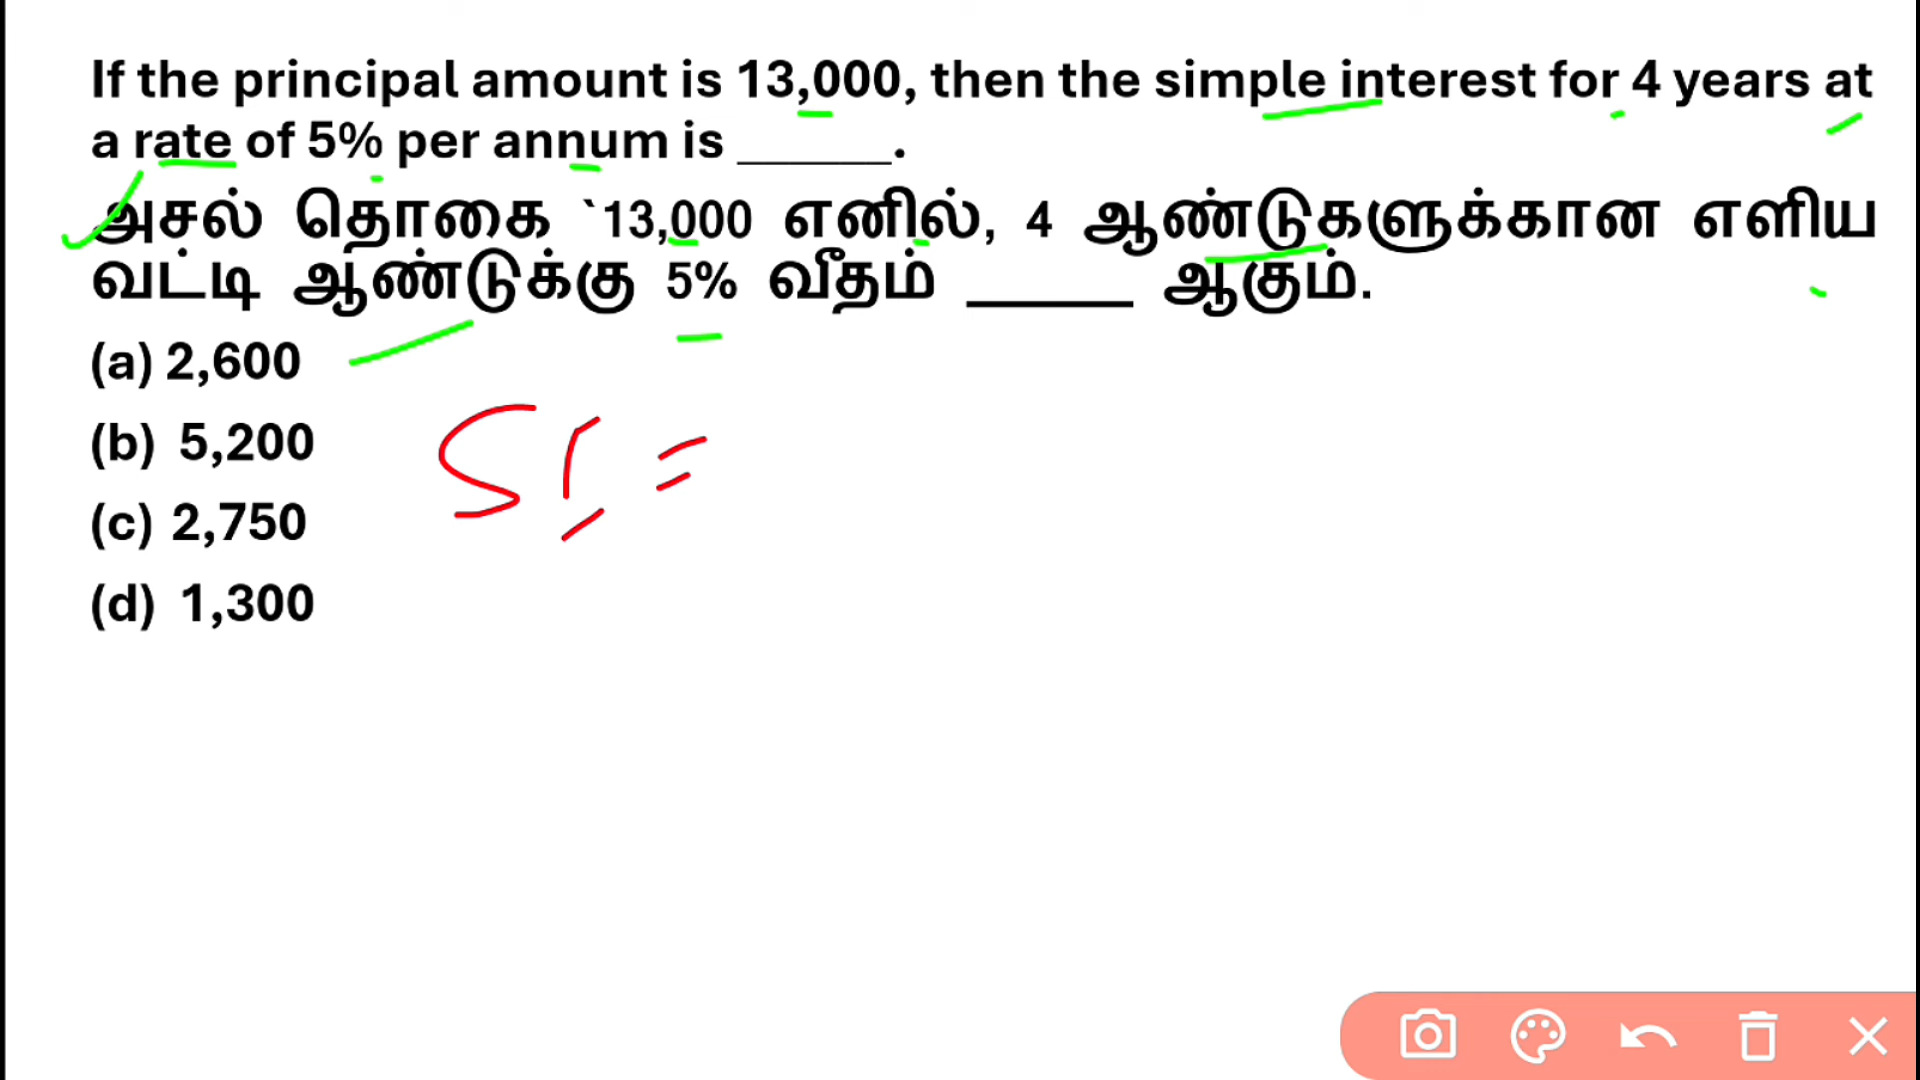 If the principal amount is 13,000, then the simple interest for 4 years at
a rate of 5% per annum is ______.
அசல் தொகை `13,000 எனில், 4 ஆண்டுகளுக்கான எளிய
வட்டி ஆண்டுக்கு 5% வீதம் _____ ஆகும்.
(a) 2,600
(b) 5,200
(c) 2,750
(d) 1,300
SI =